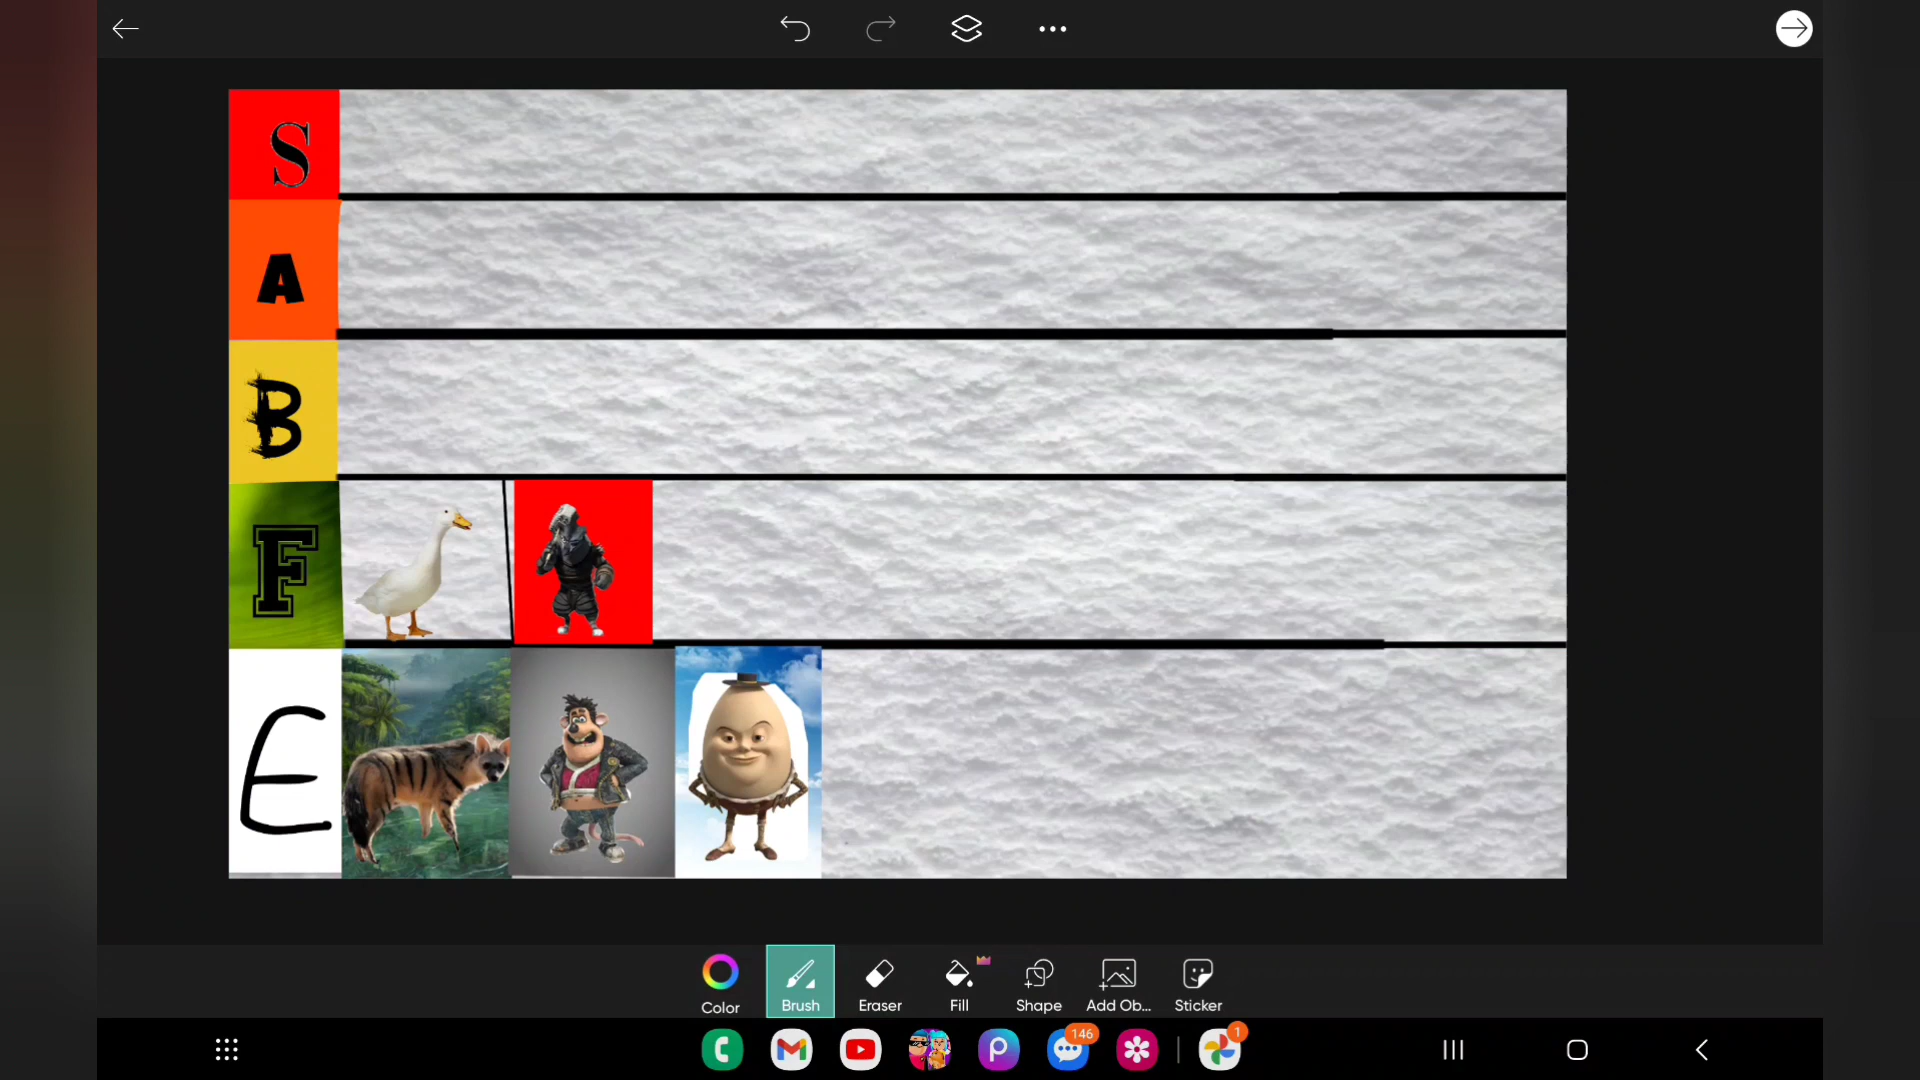 S
A
B
F
E
Color
Brush
Eraser
Fill
Shape
Add Ob...
Sticker
146
1